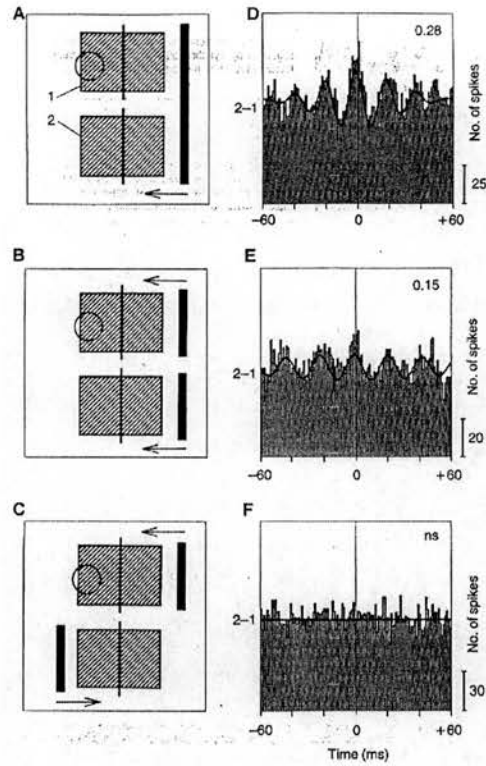 A
1
2
D
0.28
2–1
No. of spikes
25
–60
0
+60
B
E
0.15
2–1
No. of spikes
20
–60
0
+60
C
F
ns
2–1
No. of spikes
30
–60
0
+60
Time (ms)